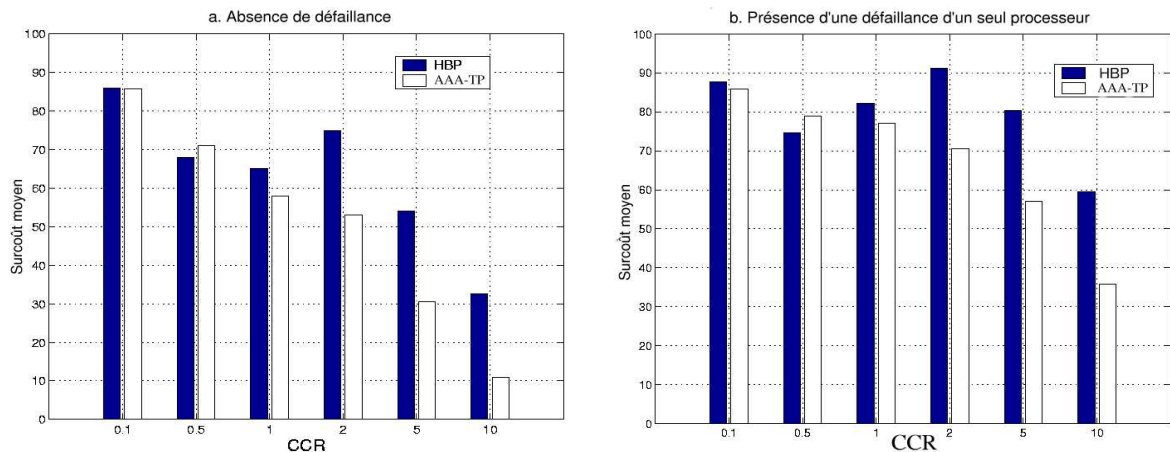 a. Absence de défaillance
100
90
80
70
60
50
40
30
20
10
0
Surcoût moyen
HBP
AAA-TP
0.1 0.5 1 2 5 10
CCR
b. Présence d'une défaillance d'un seul processeur
100
90
80
70
60
50
40
30
20
10
0
Surcoût moyen
HBP
AAA-TP
0.1 0.5 1 2 5 10
CCR